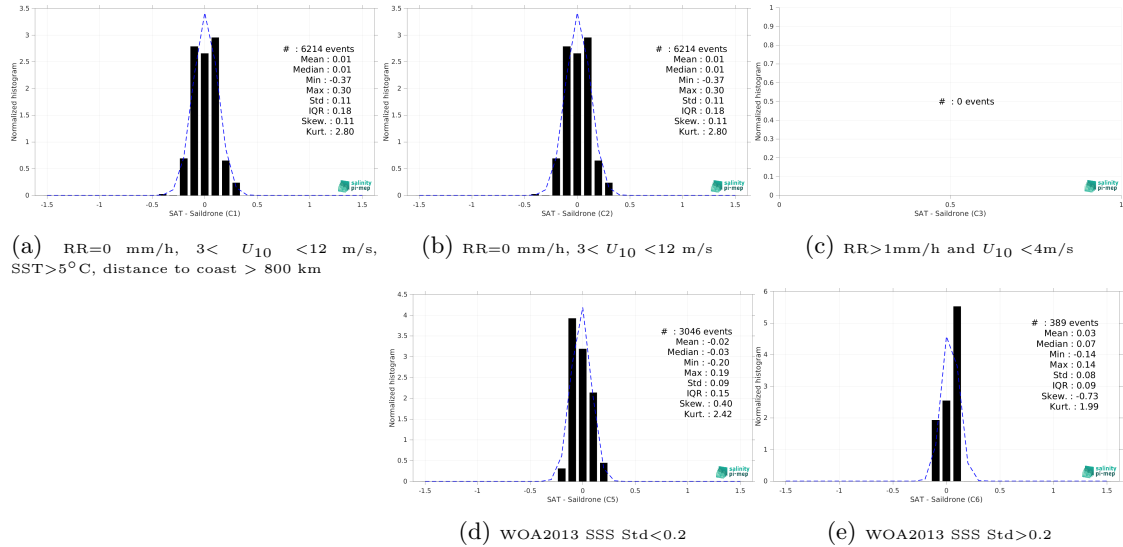 3.5
3
2.5
2
1.5
1
0.5
0
Normalized histogram
# : 6214 events
Mean : 0.01
Median : 0.01
Min : -0.37
Max : 0.30
Std : 0.11
IQR : 0.18
Skew. : 0.11
Kurt. : 2.80
salinity
pi-mep
-1.5 -1 -0.5 0 0.5 1 1.5
SAT - Saildrone (C1)
(a) RR=0 mm/h, 3< U10 <12 m/s,
SST>5°C, distance to coast > 800 km
3.5
3
2.5
2
1.5
1
0.5
0
Normalized histogram
# : 6214 events
Mean : 0.01
Median : 0.01
Min : -0.37
Max : 0.30
Std : 0.11
IQR : 0.18
Skew. : 0.11
Kurt. : 2.80
salinity
pi-mep
-1.5 -1 -0.5 0 0.5 1 1.5
SAT - Saildrone (C2)
(b) RR=0 mm/h, 3< U10 <12 m/s
1
0.9
0.8
0.7
0.6
0.5
0.4
0.3
0.2
0.1
0
Normalized histogram
# : 0 events
salinity
pi-mep
0 0.5 1
SAT - Saildrone (C3)
(c) RR>1mm/h and U10 <4m/s
4.5
4
3.5
3
2.5
2
1.5
1
0.5
0
Normalized histogram
# : 3046 events
Mean : -0.02
Median : -0.03
Min : -0.20
Max : 0.19
Std : 0.09
IQR : 0.15
Skew. : 0.40
Kurt. : 2.42
salinity
pi-mep
-1.5 -1 -0.5 0 0.5 1 1.5
SAT - Saildrone (C5)
(d) WOA2013 SSS Std<0.2
6
5
4
3
2
1
0
Normalized histogram
# : 389 events
Mean : 0.03
Median : 0.07
Min : -0.14
Max : 0.14
Std : 0.08
IQR : 0.09
Skew. : -0.73
Kurt. : 1.99
salinity
pi-mep
-1.5 -1 -0.5 0 0.5 1 1.5
SAT - Saildrone (C6)
(e) WOA2013 SSS Std>0.2